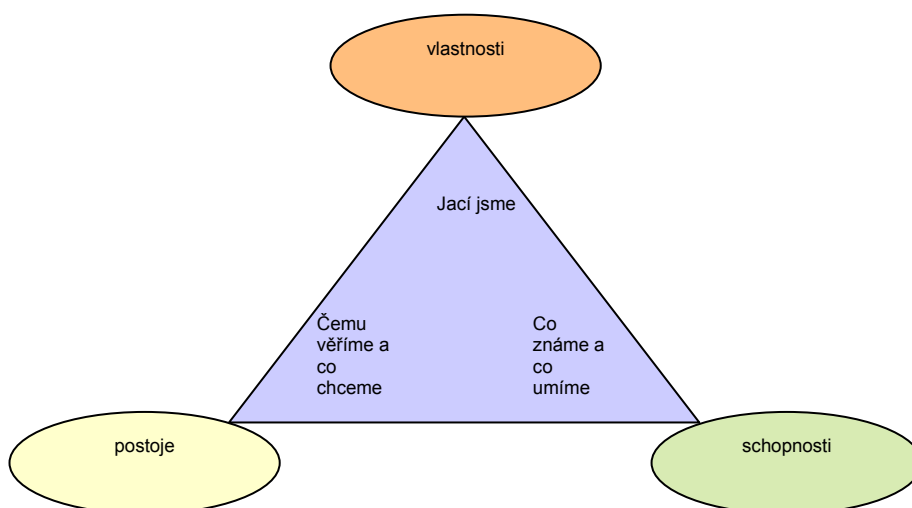 vlastnosti
Jací jsme
Čemu
věříme a
co
chceme
Co
známe a
co
umíme
postoje
schopnosti